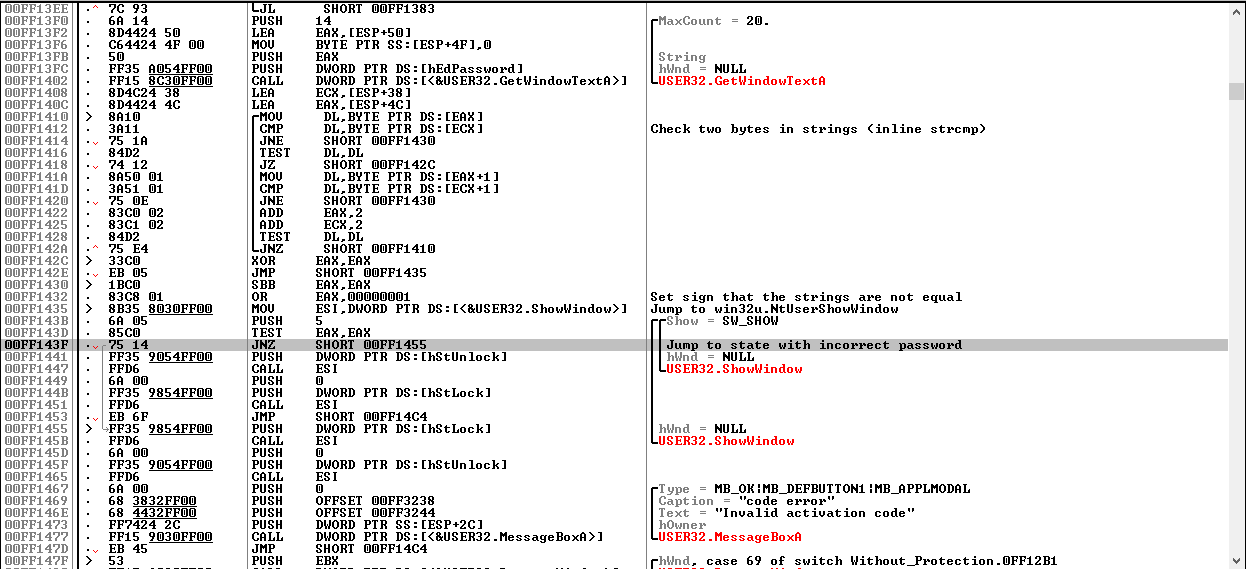 00FF13EE 7C 93 JL SHORT 00FF1383
00FF13F0 6A 14 PUSH 14 MaxCount = 20.
00FF13F2 8D4424 50 LEA EAX,[ESP+50]
00FF13F6 C64424 4F 00 MOV BYTE PTR SS:[ESP+4F],0
00FF13FB 50 PUSH EAX String
00FF13FC FF35 A054FF00 PUSH DWORD PTR DS:[hEdPassword] hWnd = NULL
00FF1402 FF15 8C30FF00 CALL DWORD PTR DS:[<&USER32.GetWindowTextA>] USER32.GetWindowTextA
00FF1408 8D4C24 38 LEA ECX,[ESP+38]
00FF140C 8D4424 4C LEA EAX,[ESP+4C]
00FF1410 > 8A10 MOV DL,BYTE PTR DS:[EAX]
00FF1412 3A11 CMP DL,BYTE PTR DS:[ECX] Check two bytes in strings (inline strcmp)
00FF1414 75 1A JNE SHORT 00FF1430
00FF1416 84D2 TEST DL,DL
00FF1418 74 12 JZ SHORT 00FF142C
00FF141A 8A50 01 MOV DL,BYTE PTR DS:[EAX+1]
00FF141D 3A51 01 CMP DL,BYTE PTR DS:[ECX+1]
00FF1420 75 0E JNE SHORT 00FF1430
00FF1422 83C0 02 ADD EAX,2
00FF1425 83C1 02 ADD ECX,2
00FF1428 84D2 TEST DL,DL
00FF142A 75 E4 JNZ SHORT 00FF1410
00FF142C > 33C0 XOR EAX,EAX
00FF142E EB 05 JMP SHORT 00FF1435
00FF1430 > 1BC0 SBB EAX,EAX
00FF1432 83C8 01 OR EAX,00000001 Set sign that the strings are not equal
00FF1435 > 8B35 8030FF00 MOV ESI,DWORD PTR DS:[<&USER32.ShowWindow>] Jump to win32u.NtUserShowWindow
00FF143B 6A 05 PUSH 5 Show = SW_SHOW
00FF143D 85C0 TEST EAX,EAX
00FF143F 75 14 JNZ SHORT 00FF1455 Jump to state with incorrect password
00FF1441 FF35 9054FF00 PUSH DWORD PTR DS:[hStUnlock] hWnd = NULL
00FF1447 FFD6 CALL ESI USER32.ShowWindow
00FF1449 6A 00 PUSH 0
00FF144B FF35 9854FF00 PUSH DWORD PTR DS:[hStLock]
00FF1451 FFD6 CALL ESI
00FF1453 EB 6F JMP SHORT 00FF14C4
00FF1455 > FF35 9854FF00 PUSH DWORD PTR DS:[hStLock] hWnd = NULL
00FF145B FFD6 CALL ESI USER32.ShowWindow
00FF145D 6A 00 PUSH 0
00FF145F FF35 9054FF00 PUSH DWORD PTR DS:[hStUnlock]
00FF1465 FFD6 CALL ESI
00FF1467 6A 00 PUSH 0 Type = MB_OK|MB_DEFBUTTON1|MB_APPLMODAL
00FF1469 68 3832FF00 PUSH OFFSET 00FF3238 Caption = "code error"
00FF146E 68 4432FF00 PUSH OFFSET 00FF3244 Text = "Invalid activation code"
00FF1473 FF7424 2C PUSH DWORD PTR SS:[ESP+2C] hOwner
00FF1477 FF15 9030FF00 CALL DWORD PTR DS:[<&USER32.MessageBoxA>] USER32.MessageBoxA
00FF147D EB 45 JMP SHORT 00FF14C4
00FF147F > 53 PUSH EBX hWnd, case 69 of switch Without_Protection.0FF12B1